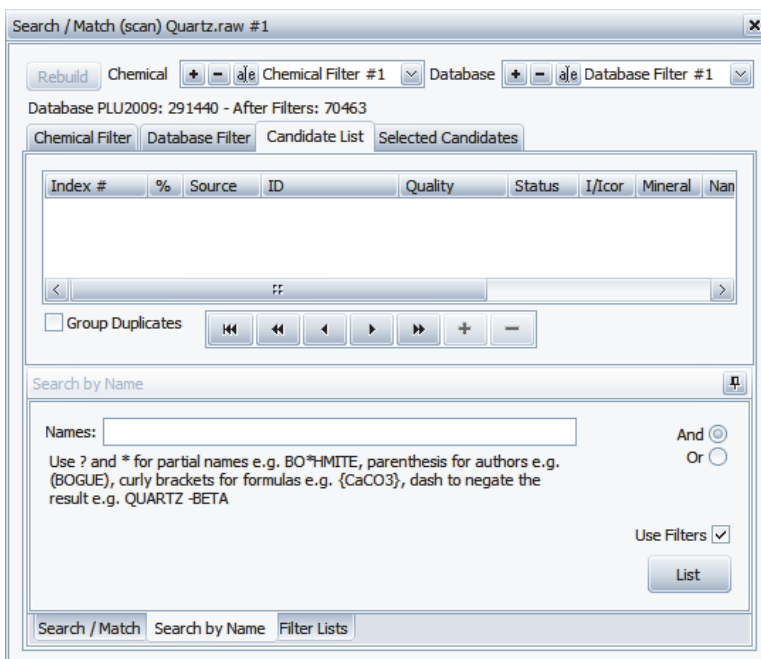 Search / Match (scan) Quartz.raw #1
Rebuild Chemical + - a|e Chemical Filter #1 Database + - a|e Database Filter #1
Database PLU2009: 291440 - After Filters: 70463
Chemical Filter Database Filter Candidate List Selected Candidates
Index # % Source ID Quality Status I/Icor Mineral Nam
Group Duplicates
Search by Name
Names: And
Use ? and * for partial names e.g. BO*HMITE, parenthesis for authors e.g. Or
(BOGUE), curly brackets for formulas e.g. {CaCO3}, dash to negate the
result e.g. QUARTZ -BETA
Use Filters
List
Search / Match Search by Name Filter Lists